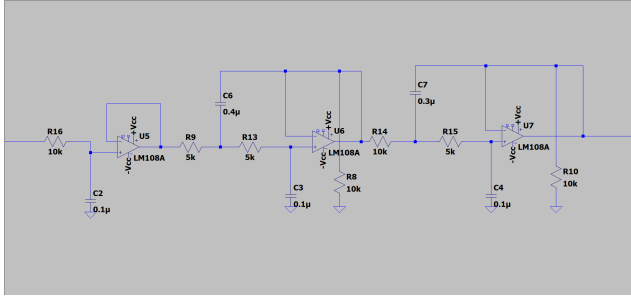 C6
0.4µ
C7
0.3µ
R16
10k
+Vcc
U5
-Vcc
LM108A
R9
5k
R13
5k
+Vcc
U6
-Vcc
LM108A
R14
10k
R15
5k
+Vcc
U7
-Vcc
LM108A
C2
0.1µ
C3
0.1µ
R8
10k
C4
0.1µ
R10
10k